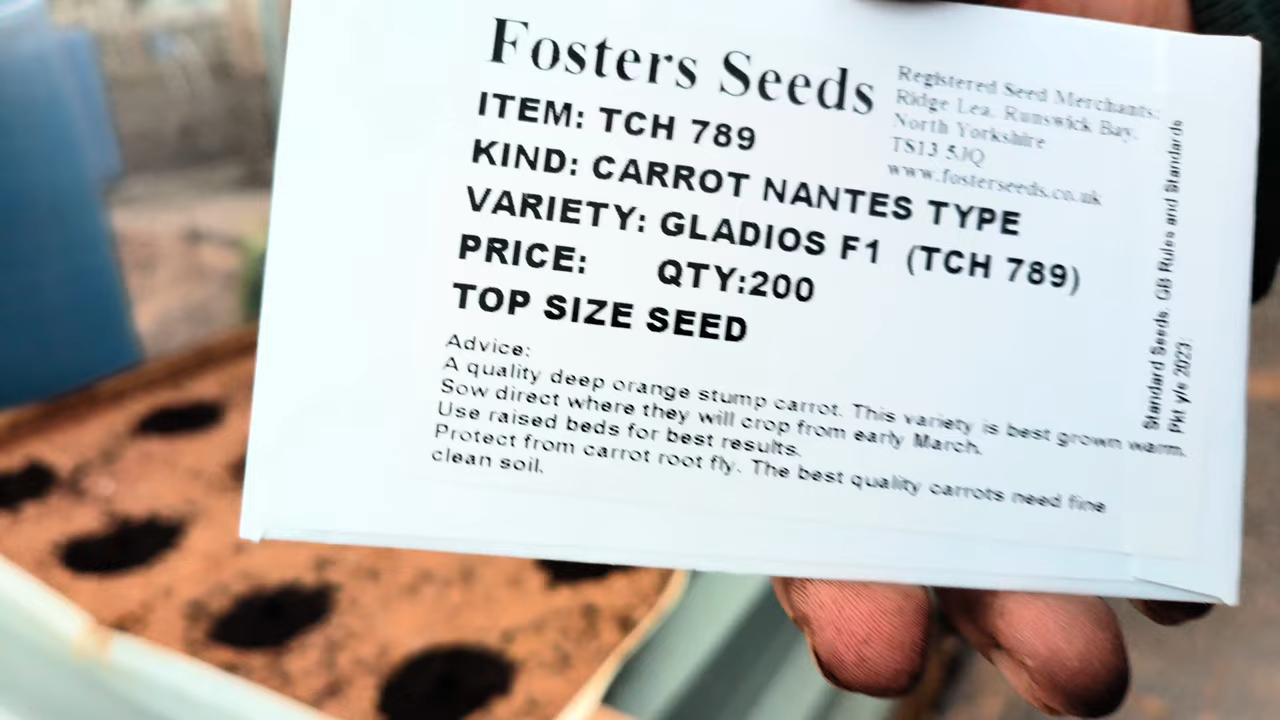 Fosters Seeds
Registered Seed Merchants:
Ridge Lea. Runswick Bay.
North Yorkshire
TS13 5JQ
www.fosterseeds.co.uk
ITEM: TCH 789
KIND: CARROT NANTES TYPE
VARIETY: GLADIOS F1 (TCH 789)
PRICE: QTY:200
TOP SIZE SEED
Advice:
A quality deep orange stump carrot. This variety is best grown warm.
Sow direct where they will crop from early March.
Use raised beds for best results.
Protect from carrot root fly. The best quality carrots need fine
clean soil.
Standard Seeds. GB Rules and Standards
Pkt y/e 2023.